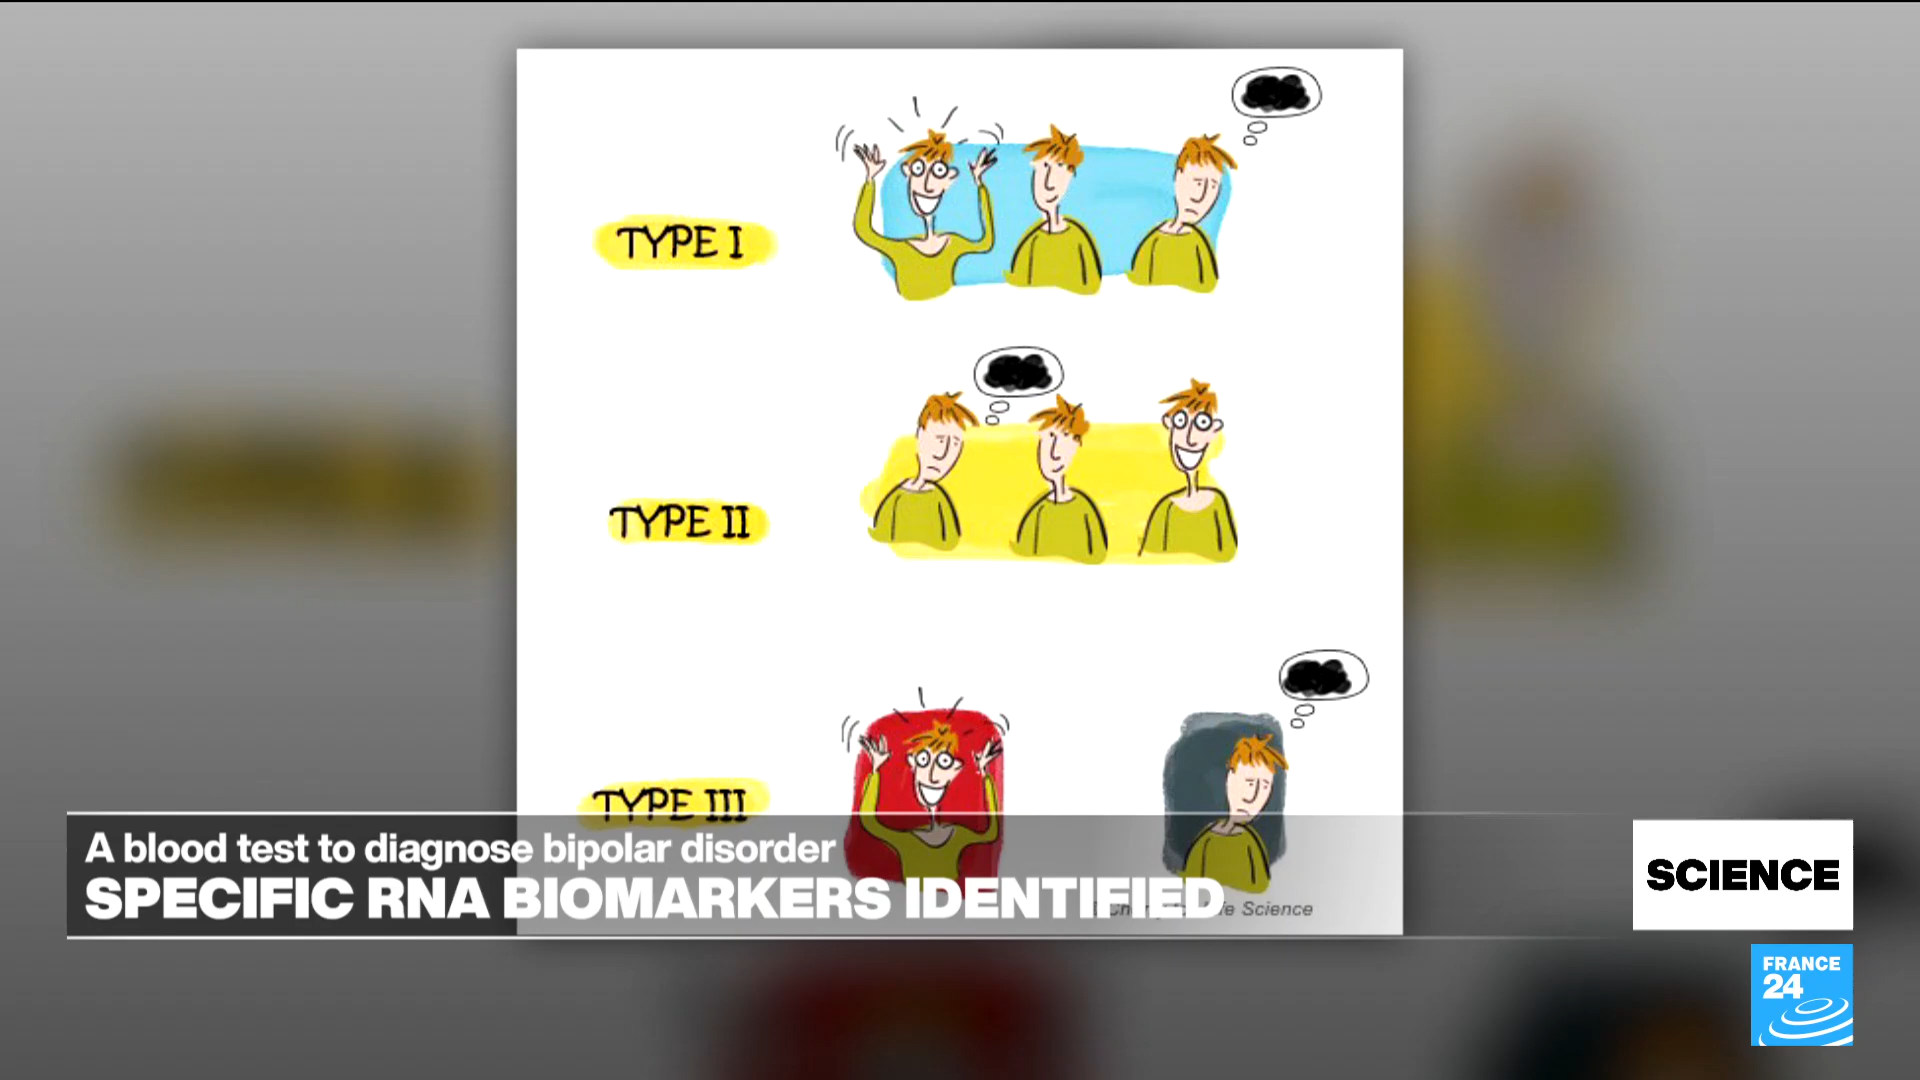 TYPE I
TYPE II
TYPE III
A blood test to diagnose bipolar disorder
SPECIFIC RNA BIOMARKERS IDENTIFIED
Science
SCIENCE
FRANCE
24